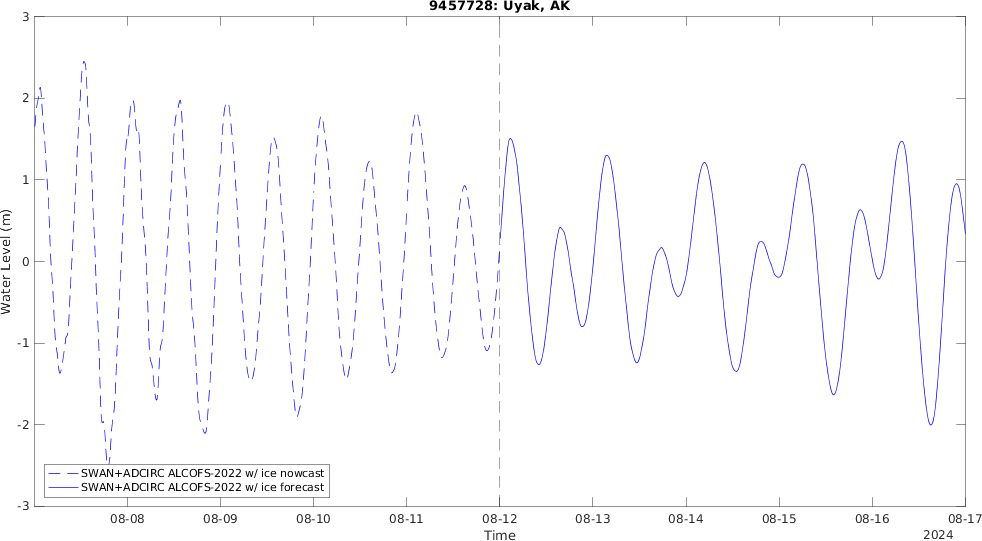 9457728: Uyak, AK
3
2
1
0
-1
-2
-3
Water Level (m)
SWAN+ADCIRC ALCOFS-2022 w/ ice nowcast
SWAN+ADCIRC ALCOFS-2022 w/ ice forecast
08-08 08-09 08-10 08-11 08-12 08-13 08-14 08-15 08-16 08-17
Time
2024